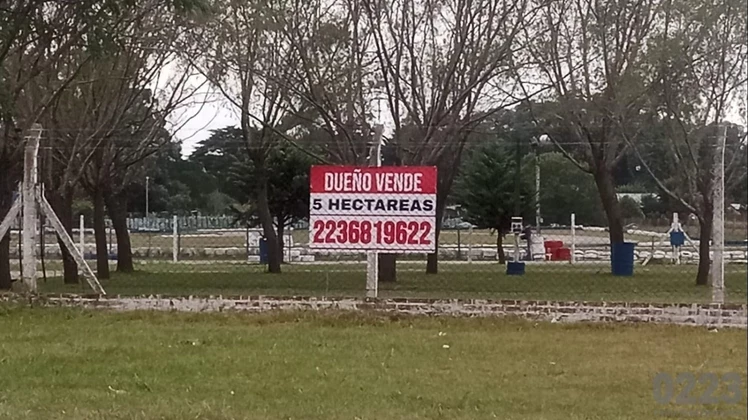 DUEÑO VENDE
5 HECTAREAS
2236819622
0223